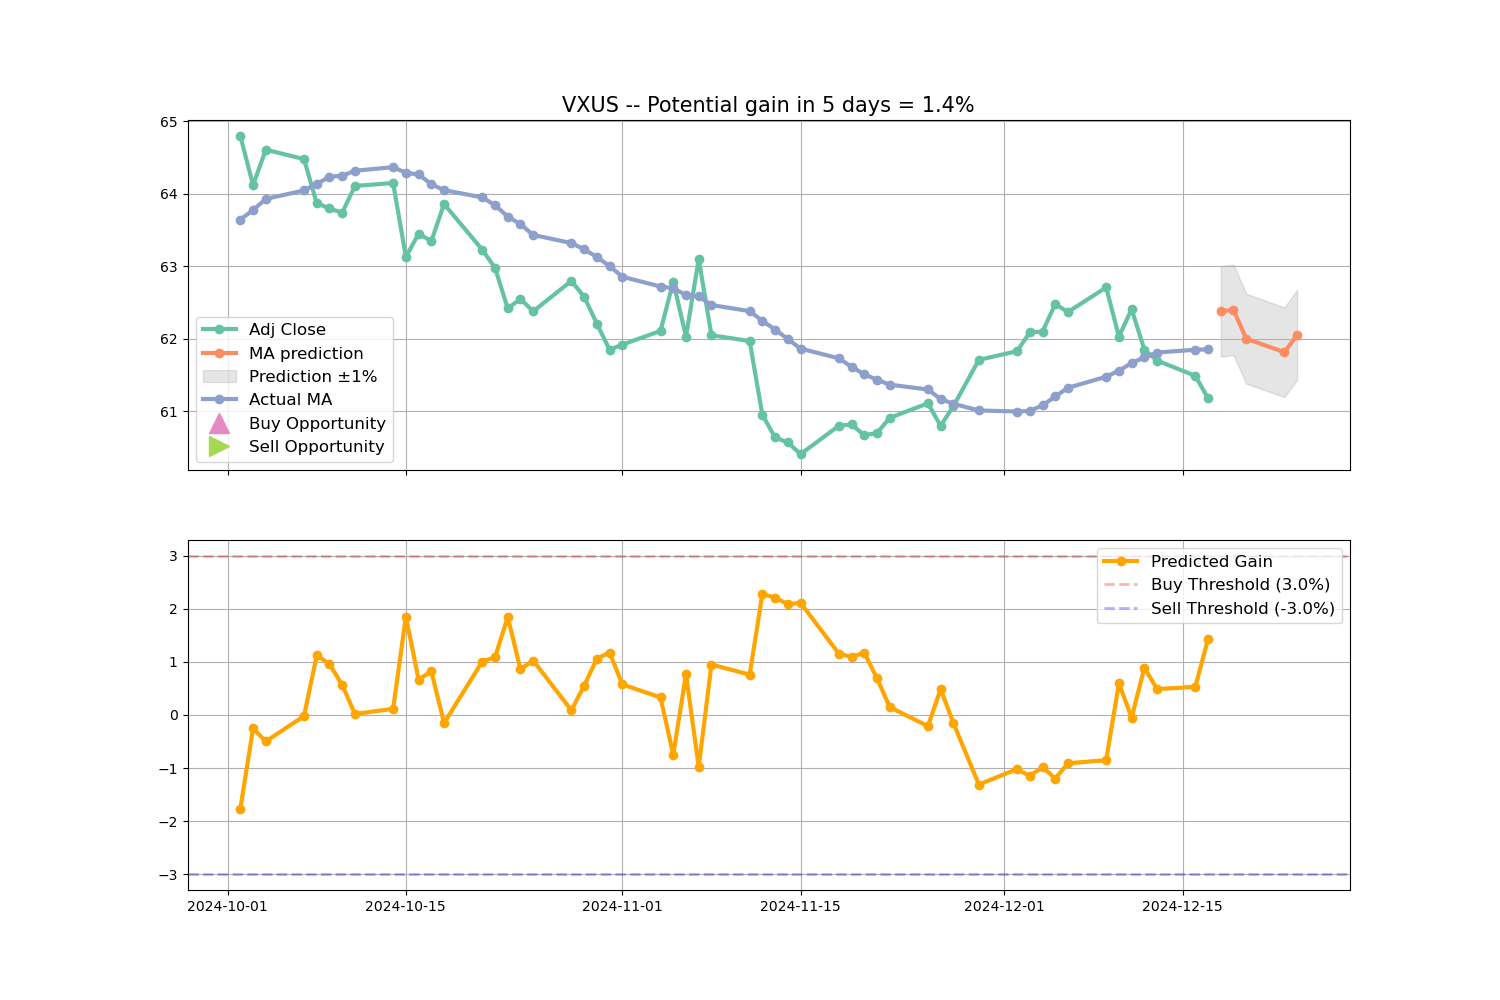 VXUS -- Potential gain in 5 days = 1.4%
65
64
63
62
61
Adj Close
MA prediction
Prediction ±1%
Actual MA
Buy Opportunity
Sell Opportunity
3
2
1
0
−1
−2
−3
Predicted Gain
Buy Threshold (3.0%)
Sell Threshold (-3.0%)
2024-10-01 2024-10-15 2024-11-01 2024-11-15 2024-12-01 2024-12-15